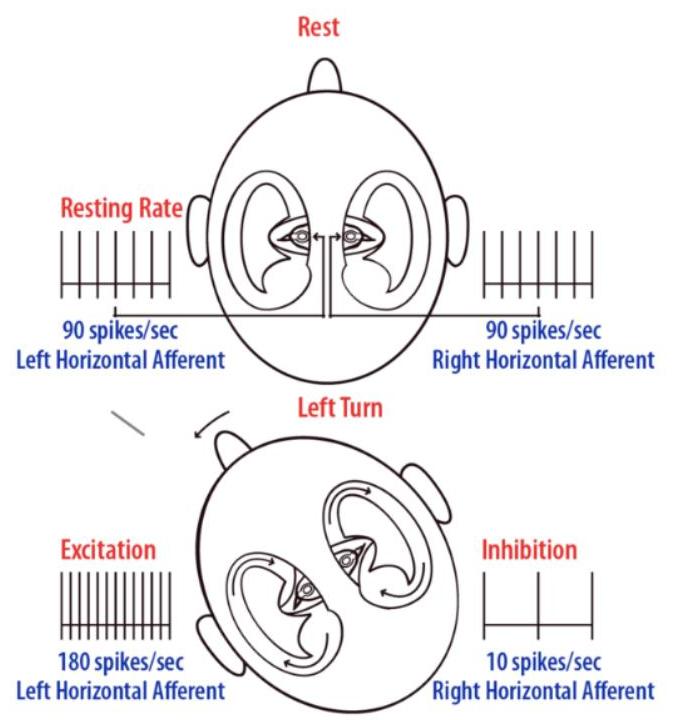 Rest
Resting Rate
90 spikes/sec
Left Horizontal Afferent
90 spikes/sec
Right Horizontal Afferent
Left Turn
Excitation
180 spikes/sec
Left Horizontal Afferent
Inhibition
10 spikes/sec
Right Horizontal Afferent